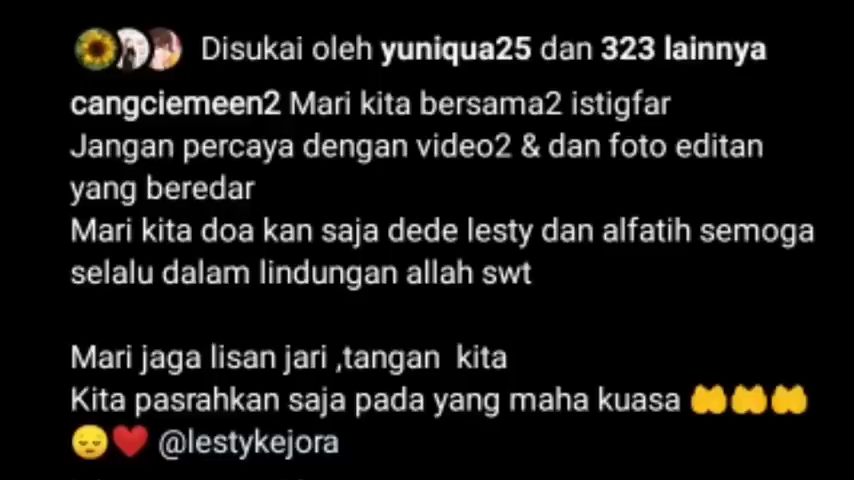 Disukai oleh yuniqua25 dan 323 lainnya
cangciemeen2 Mari kita bersama2 istigfar
Jangan percaya dengan video2 & dan foto editan
yang beredar
Mari kita doa kan saja dede lesty dan alfatih semoga
selalu dalam lindungan allah swt
Mari jaga lisan jari ,tangan  kita
Kita pasrahkan saja pada yang maha kuasa 🤲🤲🤲
😔❤️ @lestykejora